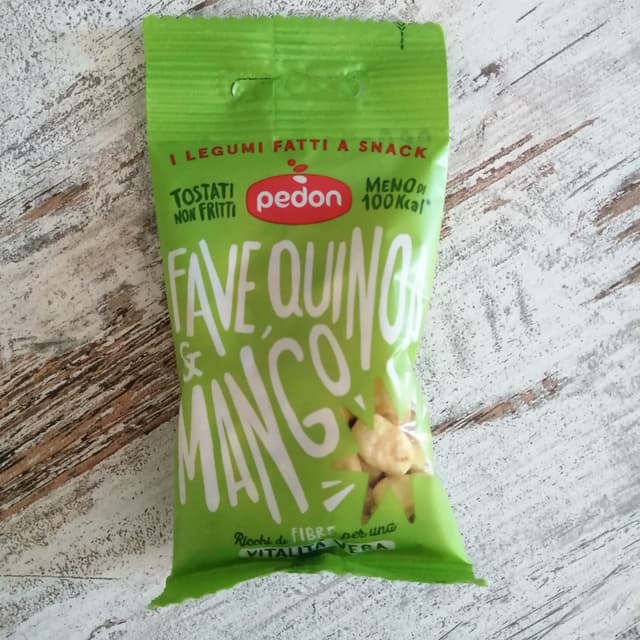 I LEGUMI FATTI A SNACK
TOSTATI
NON FRITTI
pedon
MENO DI
100 Kcal*
FAVE, QUINOA
& MANGO
Ricchi di FIBRE per una
VITALITÀ VERA